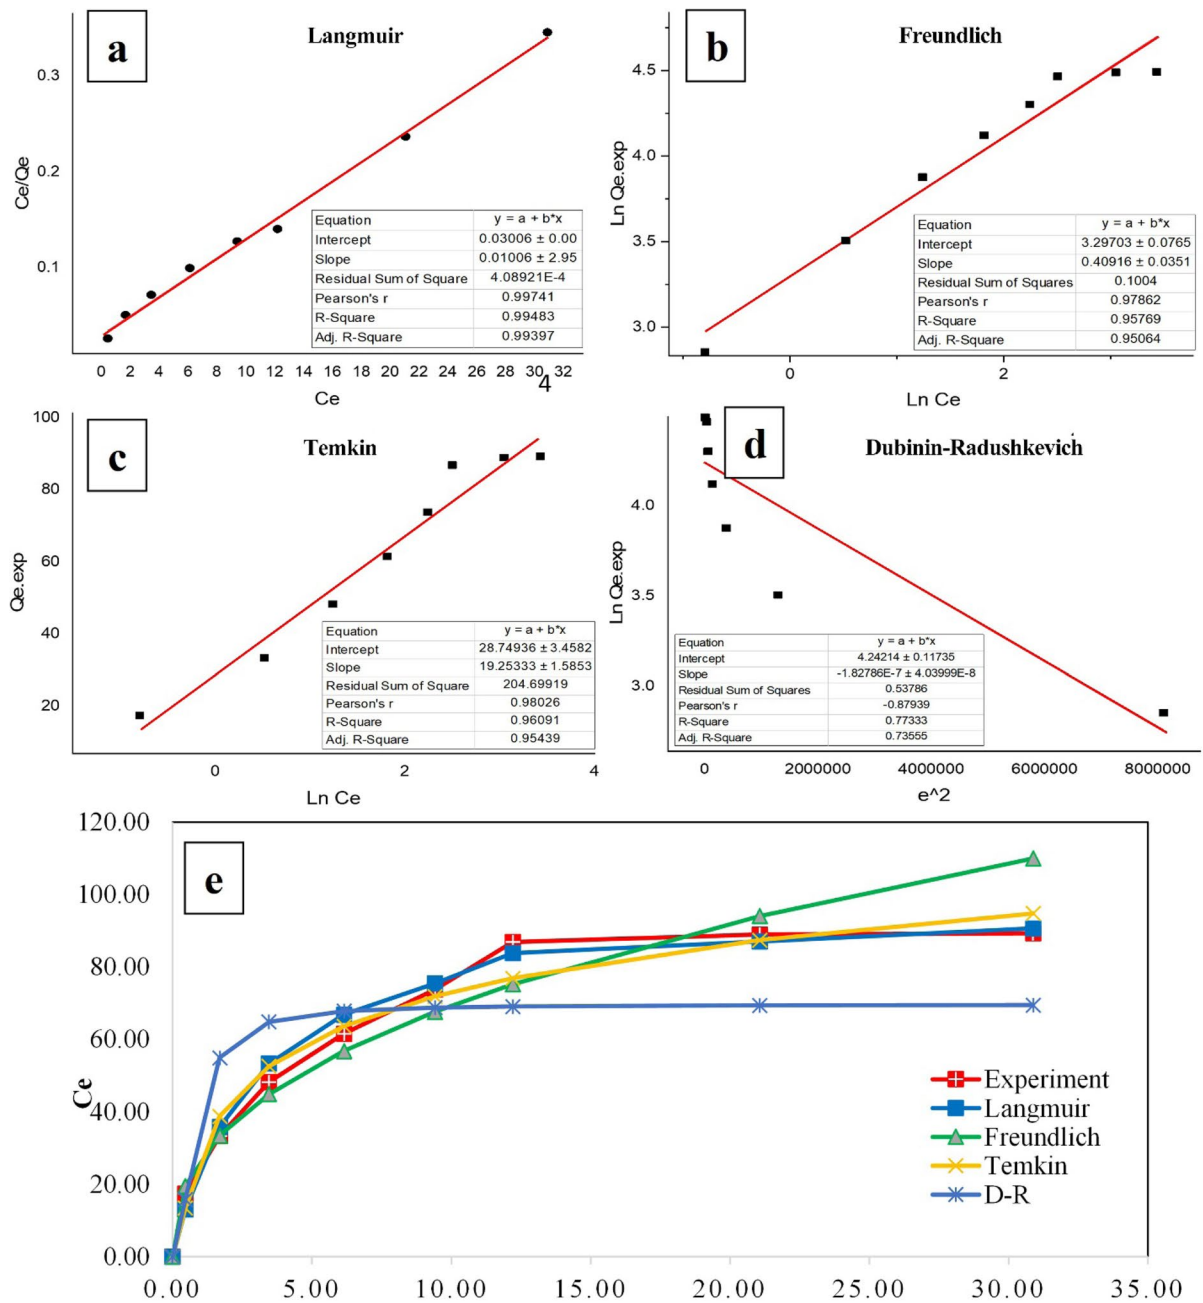 a
Langmuir
0.3
0.2
0.1
Ce/Qe
Equation y = a + b*x
Intercept 0.03006 ± 0.00
Slope 0.01006 ± 2.95
Residual Sum of Square 4.08921E-4
Pearson's r 0.99741
R-Square 0.99483
Adj. R-Square 0.99397
0 2 4 6 8 10 12 14 16 18 20 22 24 26 28 30 32
4
Ce
b
Freundlich
4.5
4.0
3.5
3.0
Ln Qe.exp
Equation y = a + b*x
Intercept 3.29703 ± 0.0765
Slope 0.40916 ± 0.0351
Residual Sum of Squares 0.1004
Pearson's r 0.97862
R-Square 0.95769
Adj. R-Square 0.95064
0 2
Ln Ce
c
Temkin
100
80
60
40
20
Qe.exp
Equation y = a + b*x
Intercept 28.74936 ± 3.4582
Slope 19.25333 ± 1.5853
Residual Sum of Square 204.69919
Pearson's r 0.98026
R-Square 0.96091
Adj. R-Square 0.95439
0 2 4
Ln Ce
d
Dubinin-Radushkevich
4.0
3.5
3.0
Ln Qe.exp
Equation y = a + b*x
Intercept 4.24214 ± 0.11735
Slope -1.82786E-7 ± 4.03999E-8
Residual Sum of Squares 0.53786
Pearson's r -0.87939
R-Square 0.77333
Adj. R-Square 0.73555
0 2000000 4000000 6000000 8000000
e^2
e
120.00
100.00
80.00
60.00
40.00
20.00
0.00
Ce
Experiment
Langmuir
Freundlich
Temkin
D-R
0.00 5.00 10.00 15.00 20.00 25.00 30.00 35.00